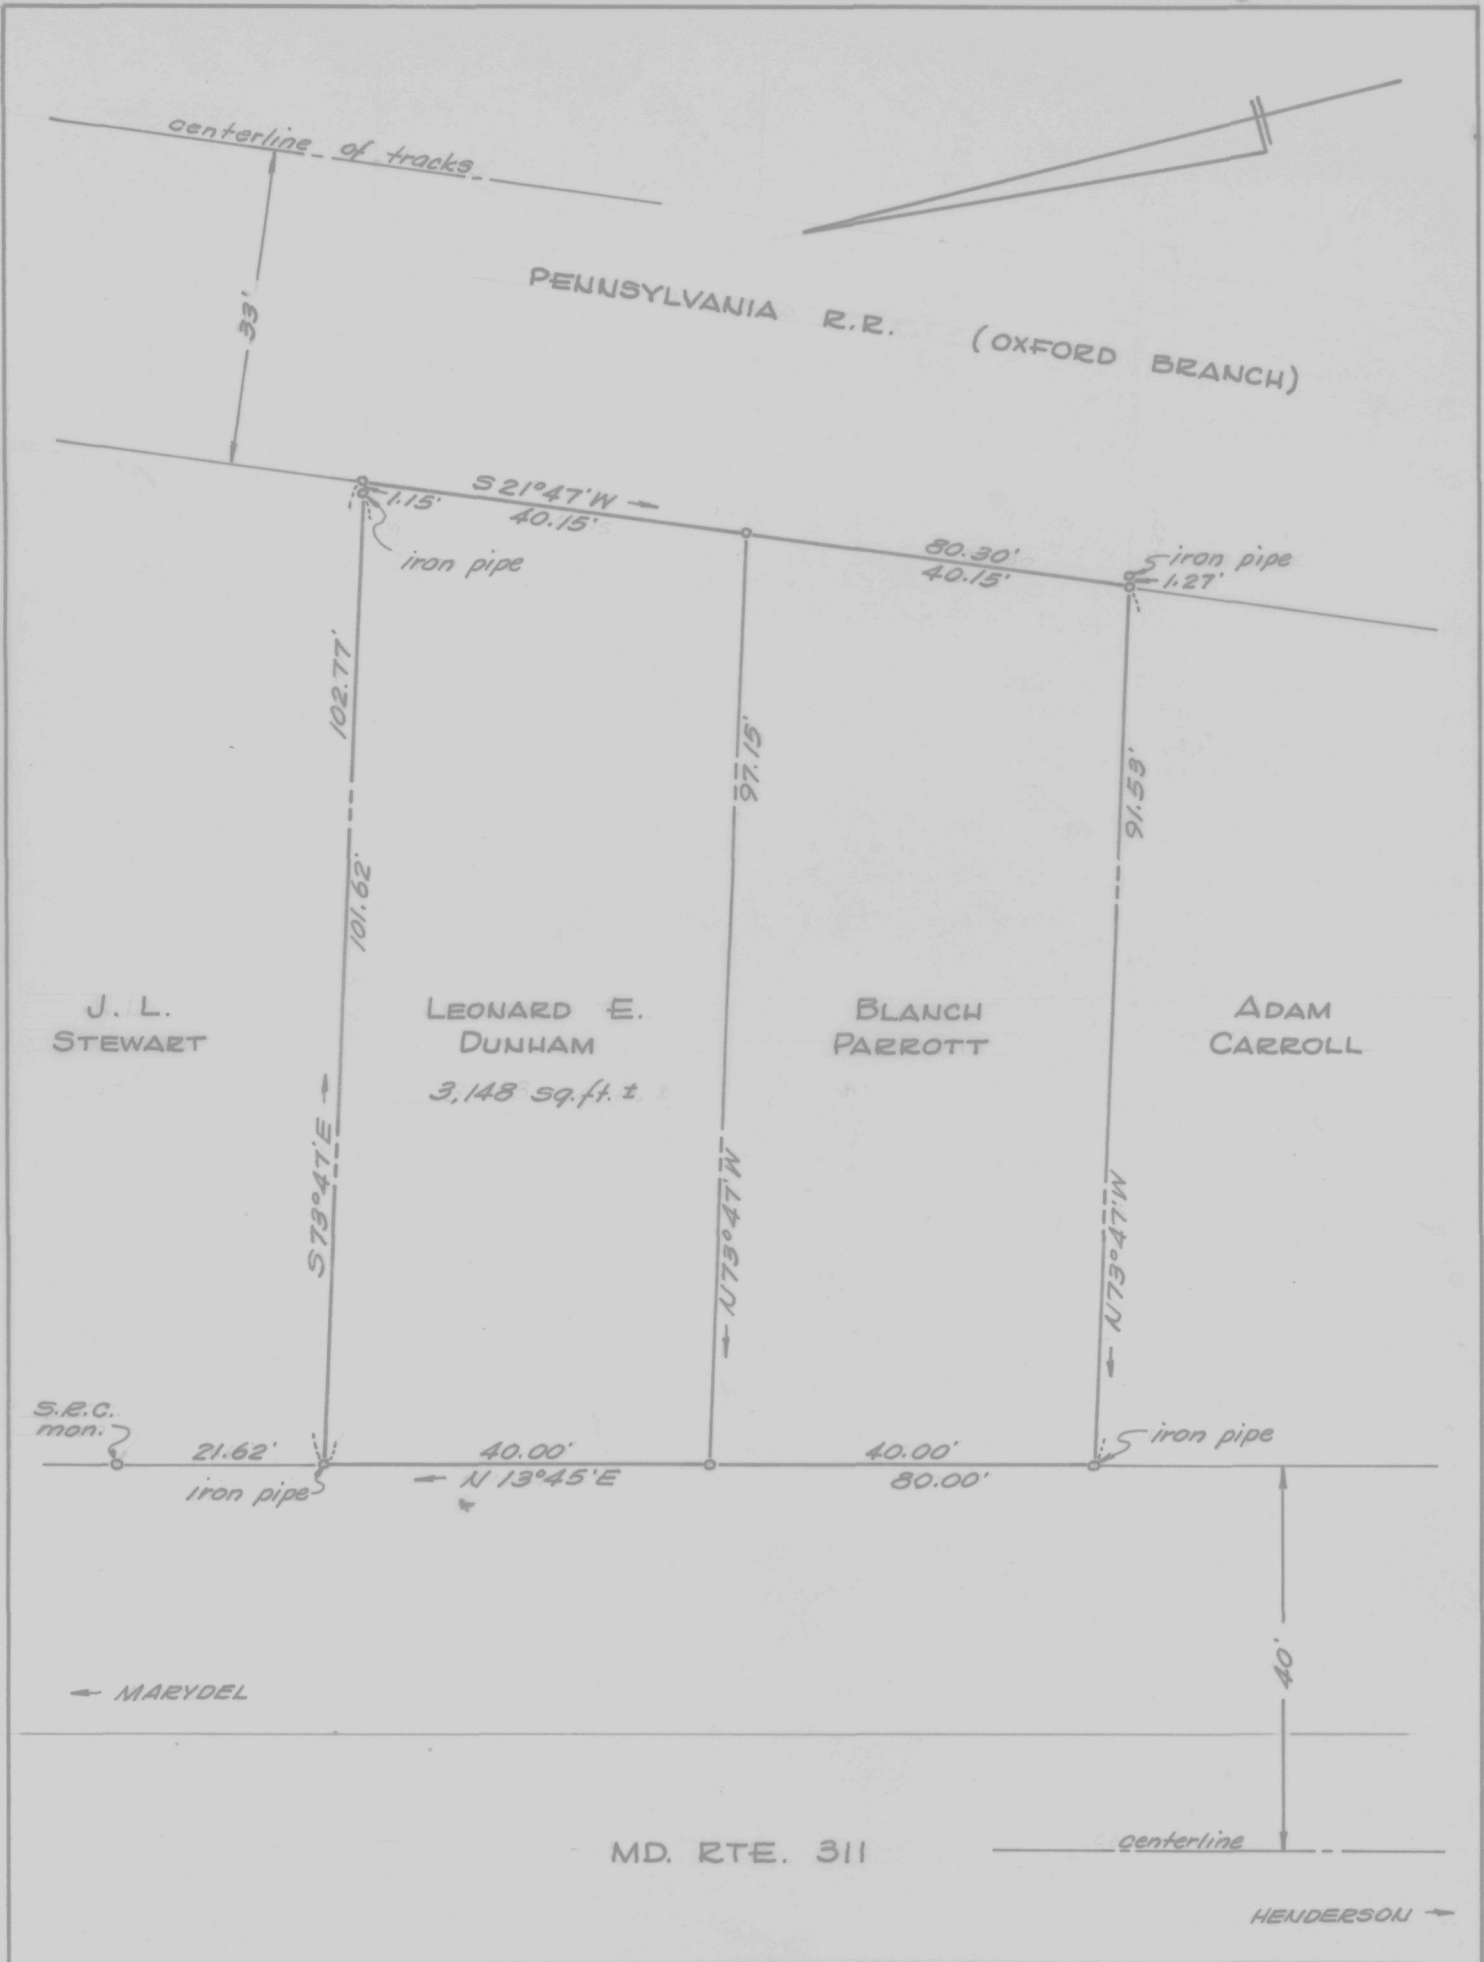 centerline of tracks
33'
PENNSYLVANIA R.R. (OXFORD BRANCH)
S 21°47' W →
1.15'
40.15'
iron pipe
80.30'
40.15'
iron pipe
1.27'
102.77'
101.62'
97.15'
91.53'
J. L.
STEWART
LEONARD E.
DUNHAM
3,148 sq.ft. ±
BLANCH
PARROTT
ADAM
CARROLL
S 73°47' E →
← N 73°47' W
← N 73°47' W
S.R.C.
mon.
21.62'
iron pipe
40.00'
← N 13°45' E
40.00'
80.00'
iron pipe
40'
← MARYDEL
MD. RTE. 311
centerline
HENDERSON →